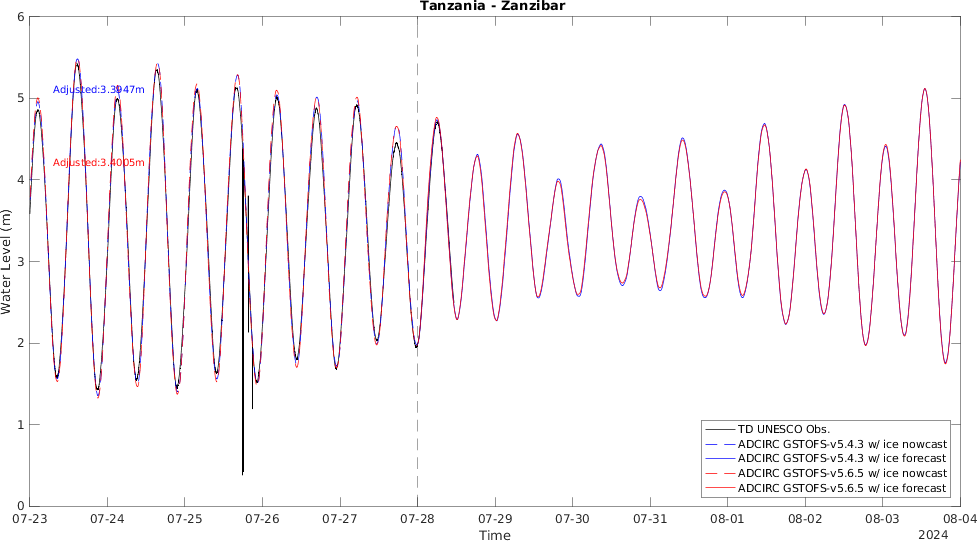 Tanzania - Zanzibar
6
5
4
3
2
1
0
Water Level (m)
Adjusted:3.3947m
Adjusted:3.4005m
TD UNESCO Obs.
ADCIRC GSTOFS-v5.4.3 w/ ice nowcast
ADCIRC GSTOFS-v5.4.3 w/ ice forecast
ADCIRC GSTOFS-v5.6.5 w/ ice nowcast
ADCIRC GSTOFS-v5.6.5 w/ ice forecast
07-23 07-24 07-25 07-26 07-27 07-28 07-29 07-30 07-31 08-01 08-02 08-03 08-04
Time
2024